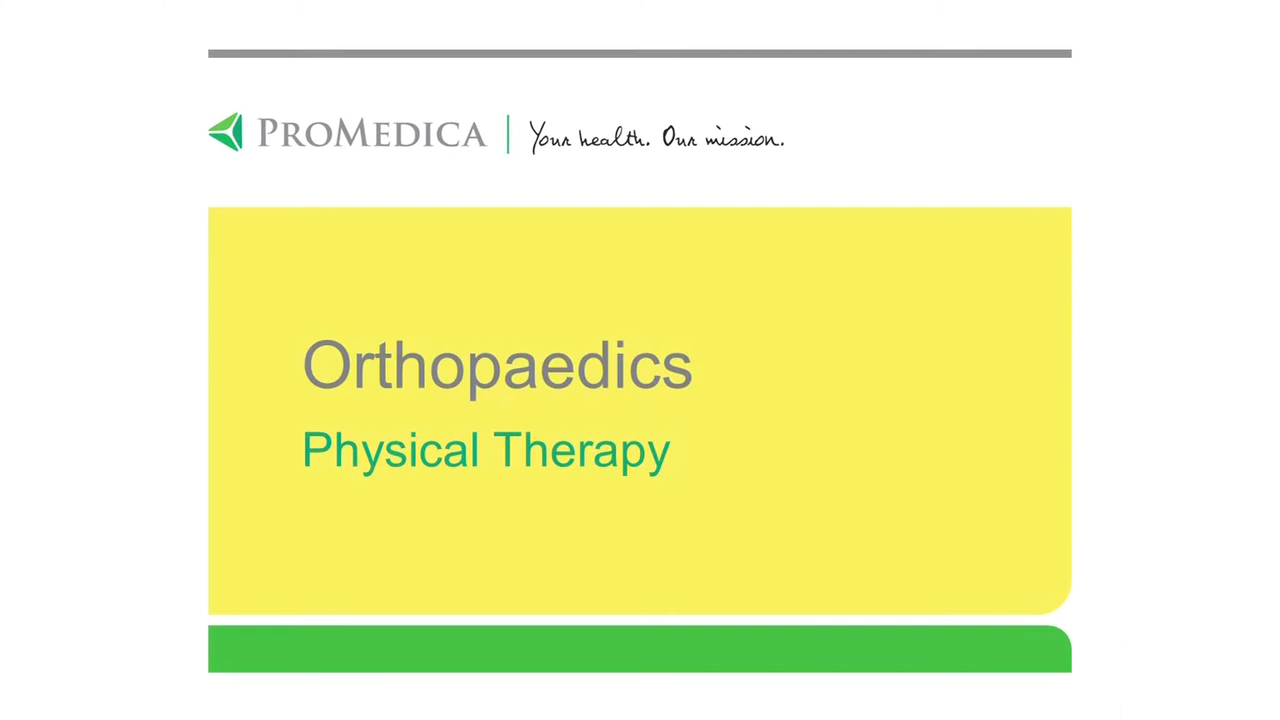 PROMEDICA | Your health. Our mission.
Orthopaedics
Physical Therapy